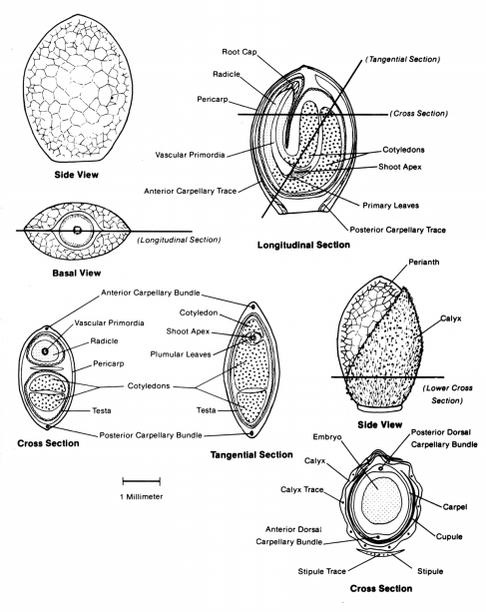 Root Cap
(Tangential Section)
Radicle
Pericarp
(Cross Section)
Cotyledons
Vascular Primordia
Shoot Apex
Anterior Carpellary Trace
Primary Leaves
Side View
Posterior Carpellary Trace
(Longitudinal Section)
Longitudinal Section
Basal View
Perianth
Anterior Carpellary Bundle
Cotyledon
Vascular Primordia
Calyx
Shoot Apex
Radicle
Plumular Leaves
Pericarp
Cotyledons
(Lower Cross
Section)
Testa
Testa
Side View
Posterior Carpellary Bundle
Cross Section
Tangential Section
Embryo
Posterior Dorsal
Carpellary Bundle
Calyx
1 Millimeter
Calyx Trace
Carpel
Anterior Dorsal
Carpellary Bundle
Cupule
Stipule Trace
Stipule
Cross Section